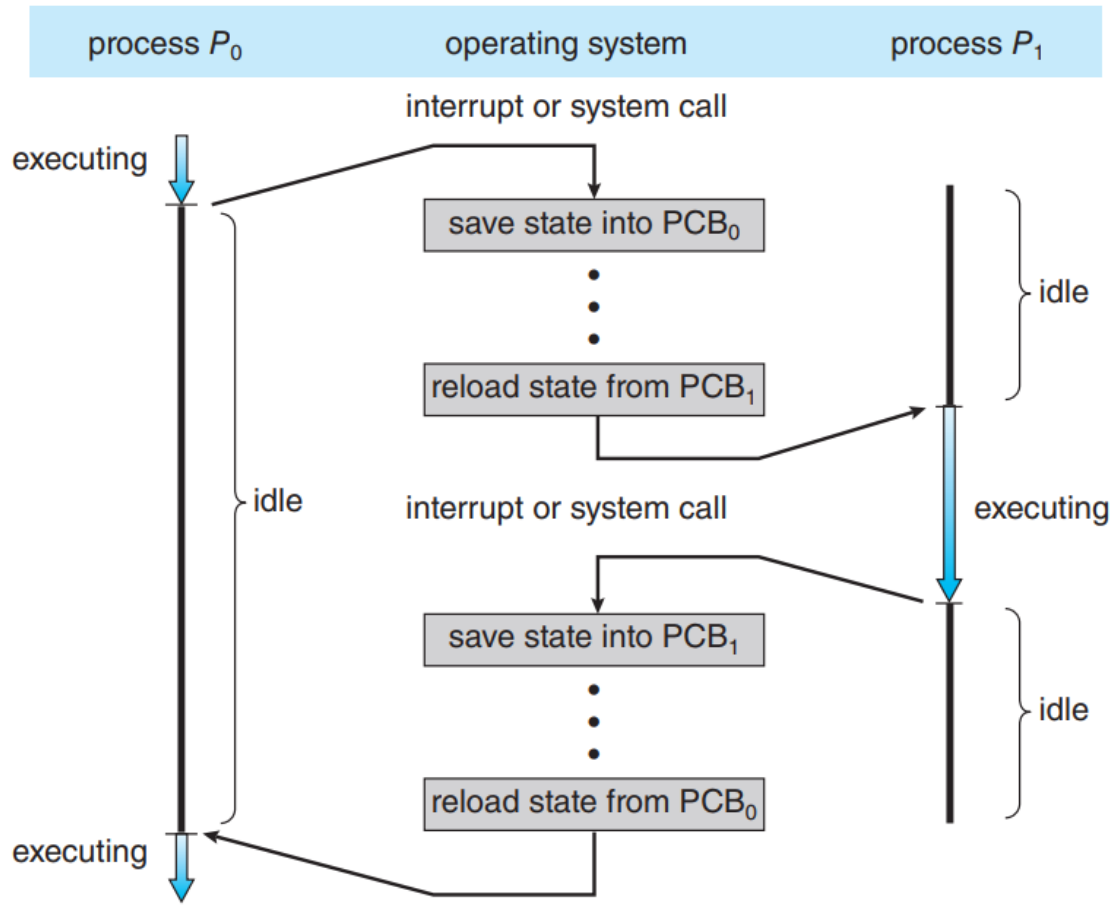 process P₀ operating system process P₁
interrupt or system call
executing
save state into PCB₀
idle
reload state from PCB₁
idle
interrupt or system call executing
save state into PCB₁
idle
reload state from PCB₀
executing